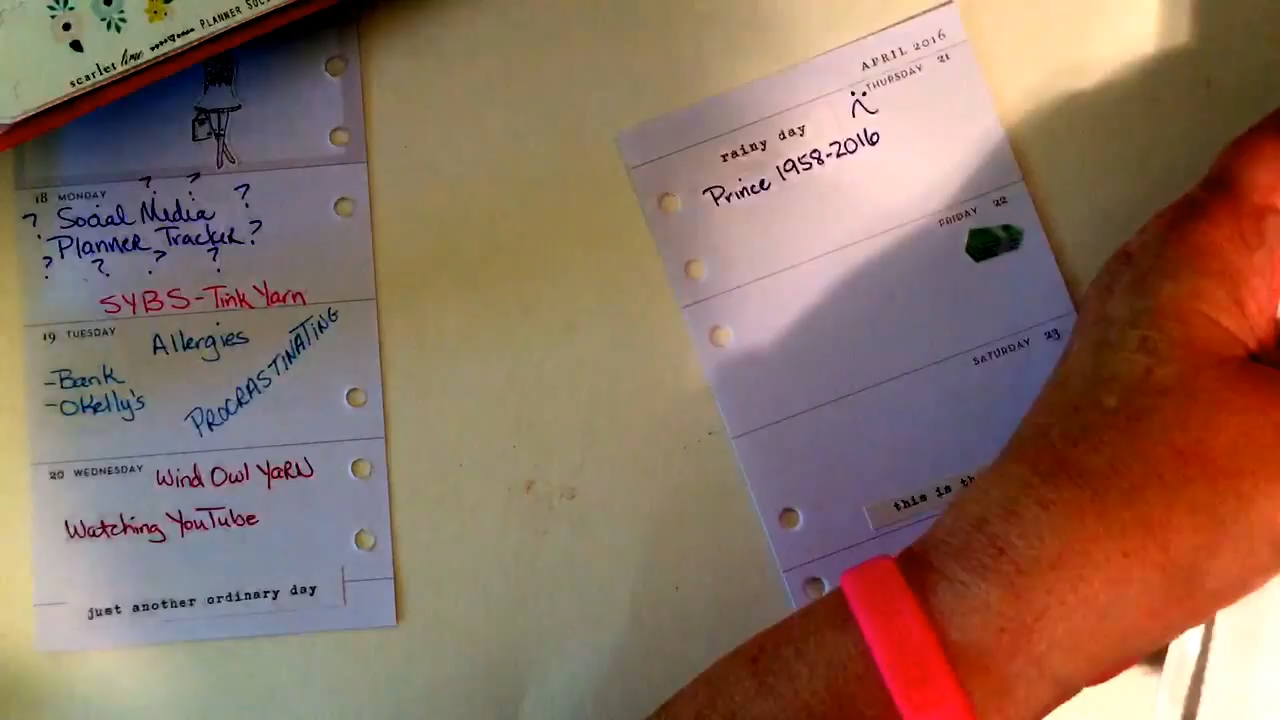 scarlet lime
PLANNER SOC
18 MONDAY
? ? ?
? Social Media
Planner Tracker?
? ? ? ?
SYBS-Tink Yarn
19 TUESDAY
Allergies
-Bank
-OKelly's
PROCRASTINATING
20 WEDNESDAY
Wind Owl YARN
Watching YouTube
just another ordinary day
APRIL 2016
THURSDAY 21
rainy day
Prince 1958-2016
FRIDAY 22
SATURDAY 23
this is th